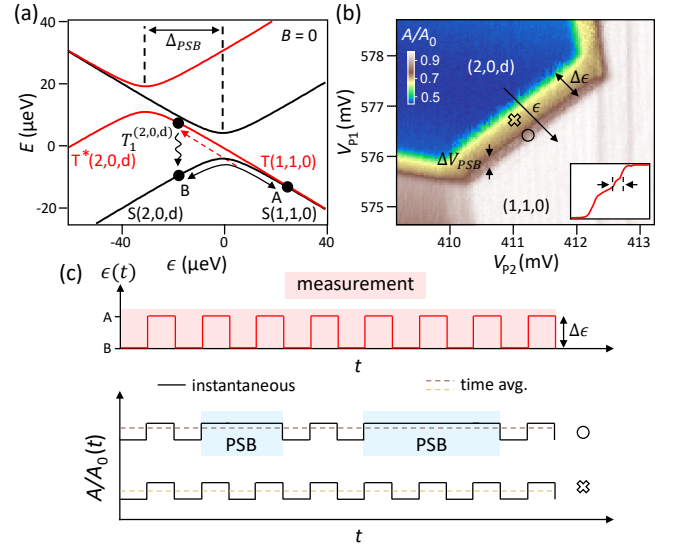 (a)
Δ_PSB
B = 0
E (μeV)
40
20
0
-20
T_1^(2,0,d)
T*(2,0,d)
T(1,1,0)
B
A
S(2,0,d)
S(1,1,0)
-40
0
40
ϵ (μeV)
(b)
A/A_0
0.9
0.7
0.5
(2,0,d)
Δϵ
ϵ
ΔV_PSB
(1,1,0)
V_P1 (mV)
578
577
576
575
410
411
412
413
V_P2 (mV)
(c)
ϵ(t)
measurement
A
B
Δϵ
t
instantaneous
time avg.
A/A_0(t)
PSB
PSB
t